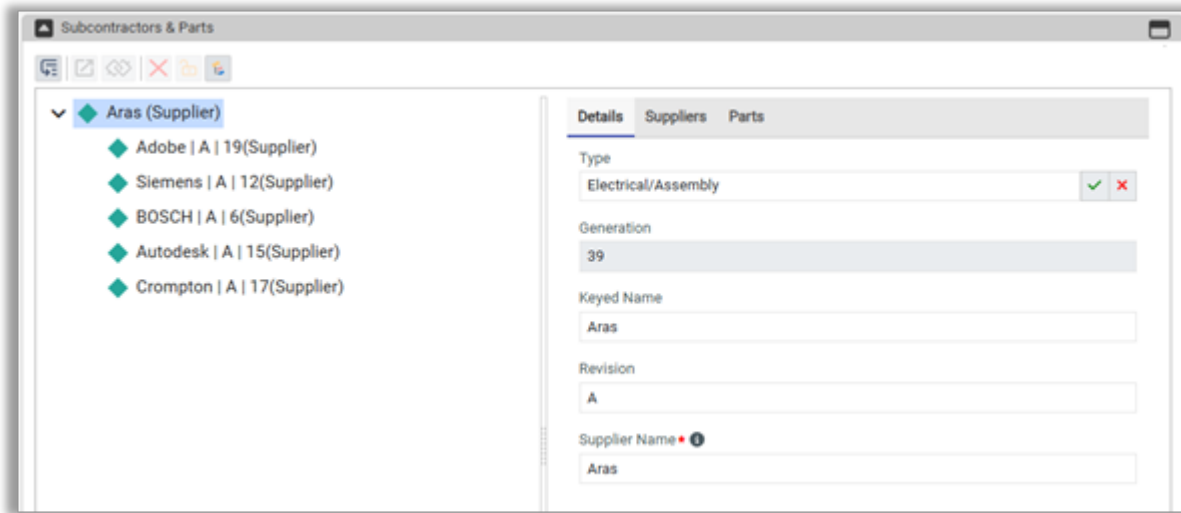 Subcontractors & Parts
Aras (Supplier)
Adobe | A | 19(Supplier)
Siemens | A | 12(Supplier)
BOSCH | A | 6(Supplier)
Autodesk | A | 15(Supplier)
Crompton | A | 17(Supplier)
Details Suppliers Parts
Type
Electrical/Assembly
Generation
39
Keyed Name
Aras
Revision
A
Supplier Name
Aras